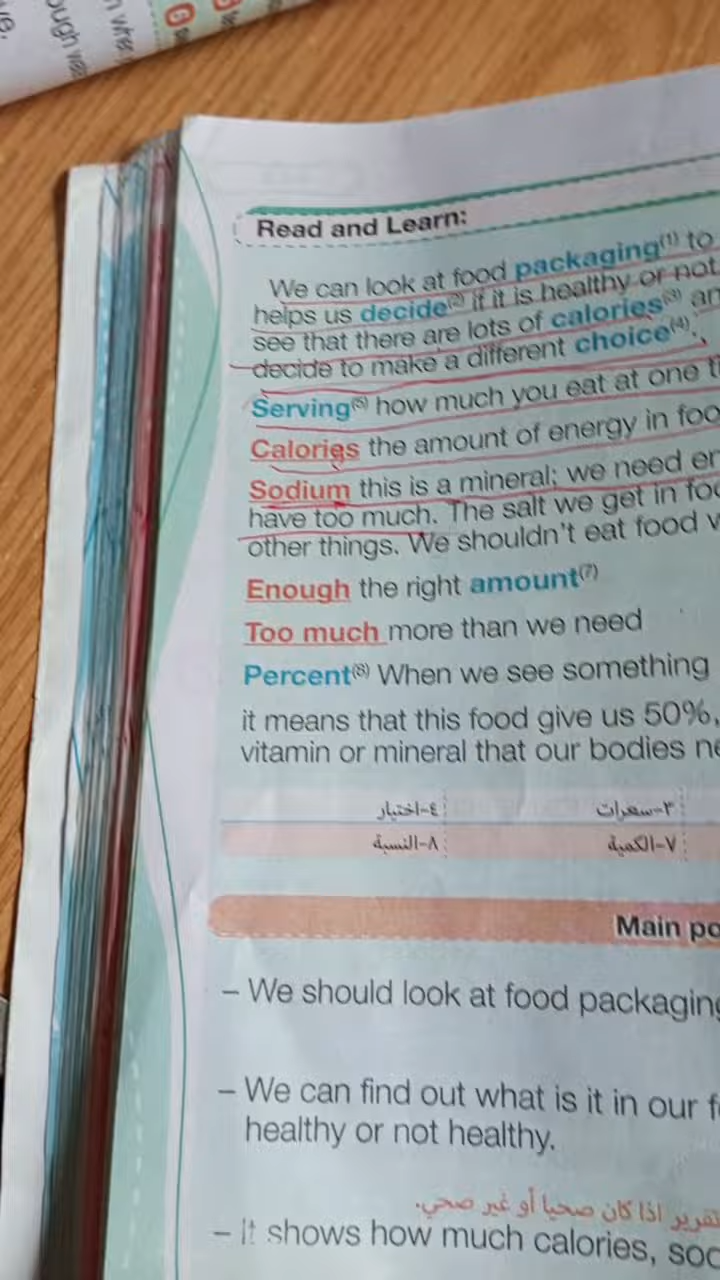 Read and Learn:
We can look at food packaging(1) to
helps us decide(2) if it is healthy or not
see that there are lots of calories(3) an
decide to make a different choice(4).
Serving(5) how much you eat at one t
Calories the amount of energy in foo
Sodium this is a mineral; we need en
have too much. The salt we get in foo
other things. We shouldn't eat food w
Enough the right amount(7)
Too much more than we need
Percent(8) When we see something
it means that this food give us 50%,
vitamin or mineral that our bodies ne
٣-سعرات ٤-اختيار
٧-الكمية ٨-النسبة
Main po
– We should look at food packaging
– We can find out what is it in our f
healthy or not healthy.
تقرير اذا كان صحيا أو غير صحي.
– It shows how much calories, sod